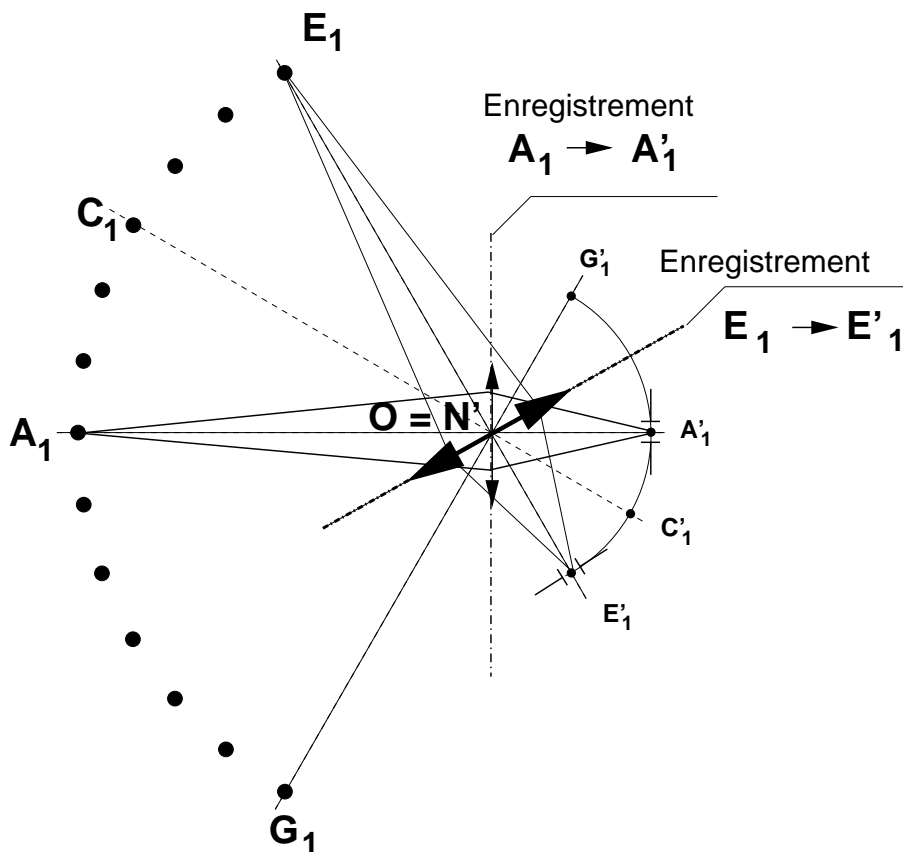 E1
Enregistrement
A1 → A'1
C1
G'1
Enregistrement
E1 → E'1
O = N'
A1
A'1
C'1
E'1
G1